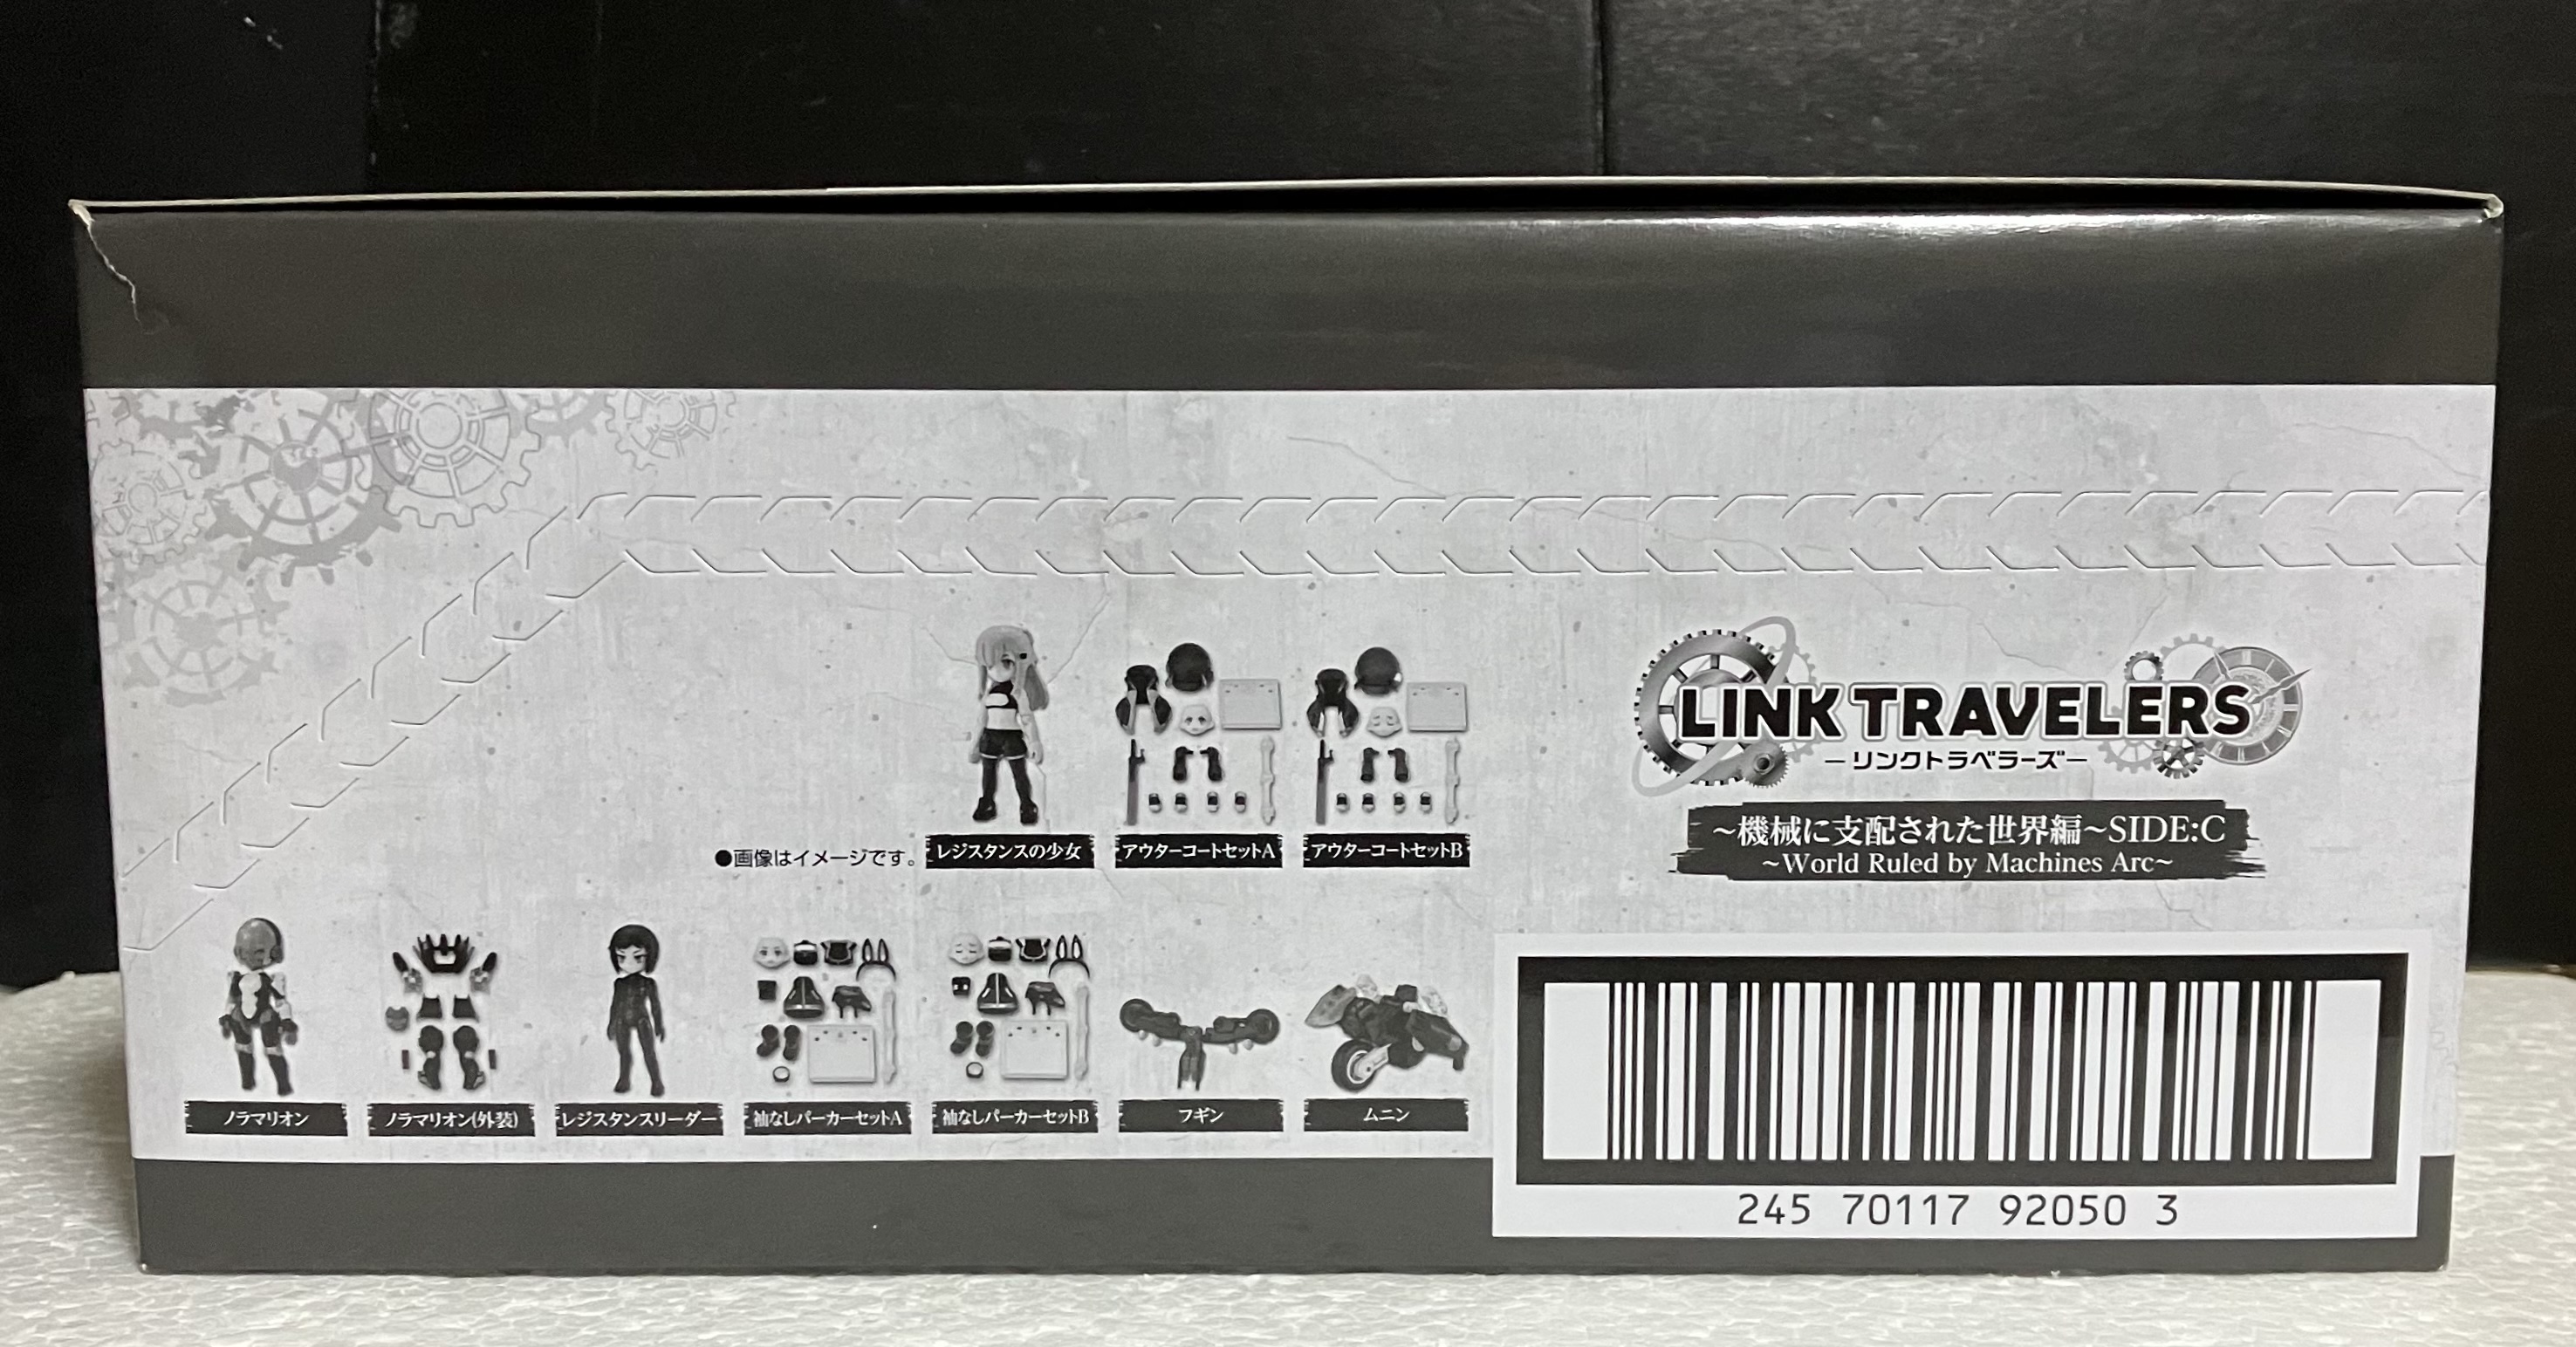 LINK TRAVELERS
―リンクトラベラーズ―
～機械に支配された世界編～SIDE:C
~World Ruled by Machines Arc~
●画像はイメージです。
レジスタンスの少女
アウターコートセットA
アウターコートセットB
ノラマリオン
ノラマリオン(外装)
レジスタンスリーダー
袖なしパーカーセットA
袖なしパーカーセットB
フギン
ムニン
245 70117 92050 3